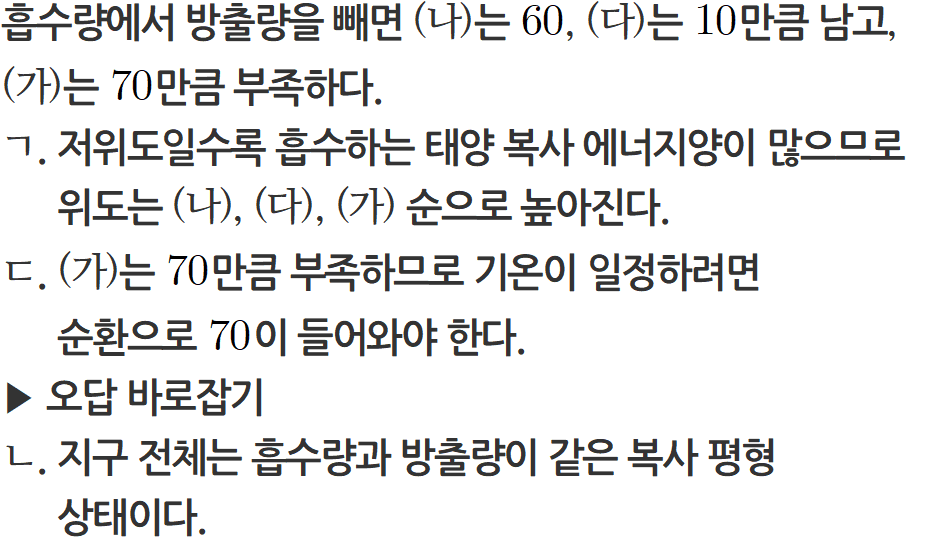 흡수량에서 방출량을 빼면 (나)는 60, (다)는 10만큼 남고,
(가)는 70만큼 부족하다.
ㄱ. 저위도일수록 흡수하는 태양 복사 에너지양이 많으므로
위도는 (나), (다), (가) 순으로 높아진다.
ㄷ. (가)는 70만큼 부족하므로 기온이 일정하려면
순환으로 70이 들어와야 한다.
▶ 오답 바로잡기
ㄴ. 지구 전체는 흡수량과 방출량이 같은 복사 평형
상태이다.